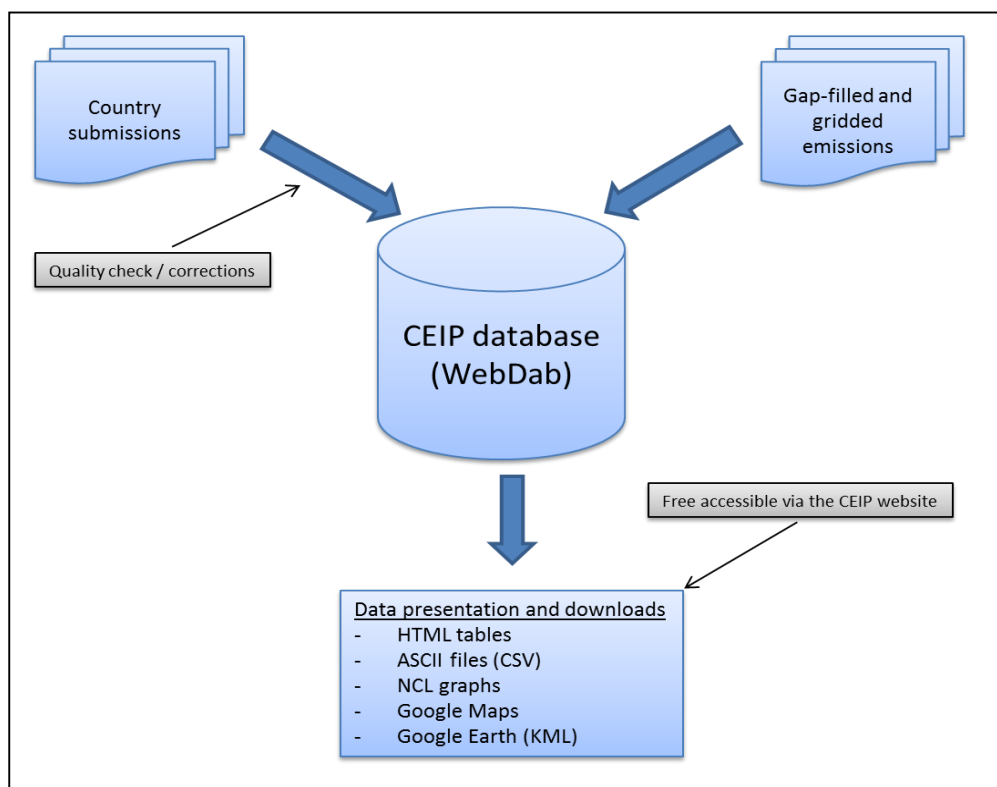 Country
submissions
Gap-filled and
gridded
emissions
Quality check / corrections
CEIP database
(WebDab)
Free accessible via the CEIP website
Data presentation and downloads
- HTML tables
- ASCII files (CSV)
- NCL graphs
- Google Maps
- Google Earth (KML)